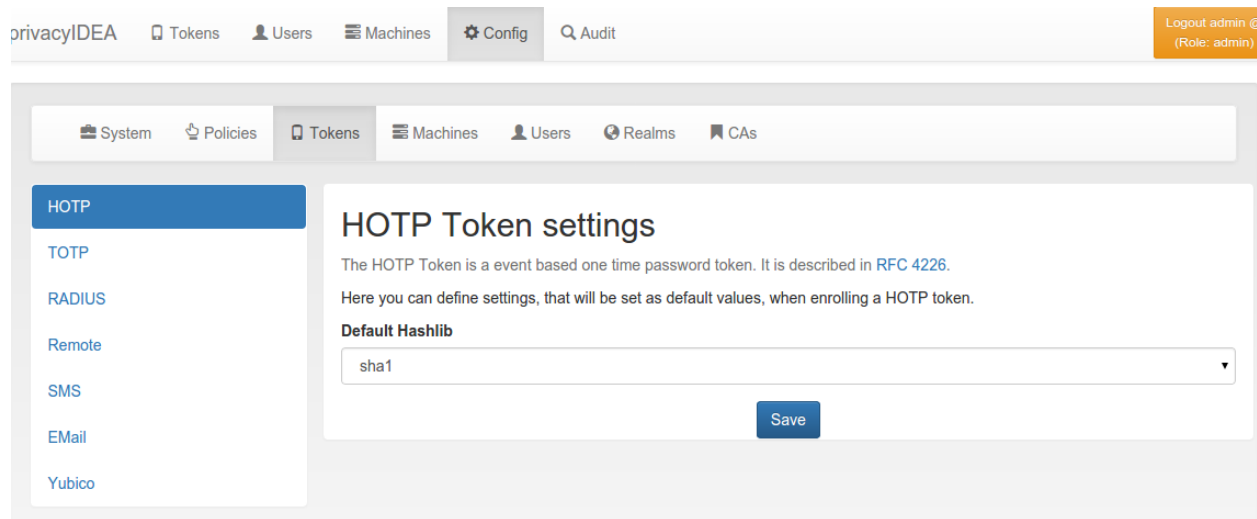 privacyIDEA Tokens Users Machines Config Audit
Logout admin @
(Role: admin)
System Policies Tokens Machines Users Realms CAs
HOTP
TOTP
RADIUS
Remote
SMS
EMail
Yubico
HOTP Token settings
The HOTP Token is a event based one time password token. It is described in RFC 4226.
Here you can define settings, that will be set as default values, when enrolling a HOTP token.
Default Hashlib
sha1
Save